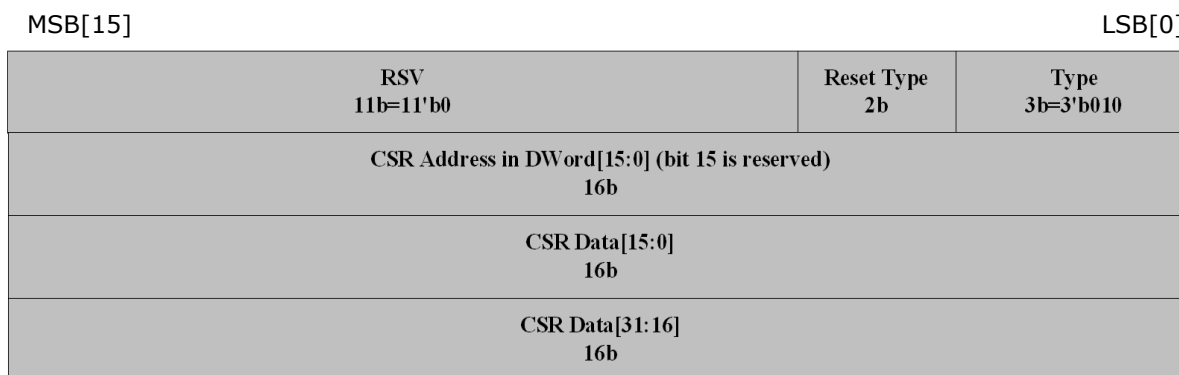 MSB[15] LSB[0]
RSV Reset Type Type
11b=11'b0 2b 3b=3'b010
CSR Address in DWord[15:0] (bit 15 is reserved)
16b
CSR Data[15:0]
16b
CSR Data[31:16]
16b